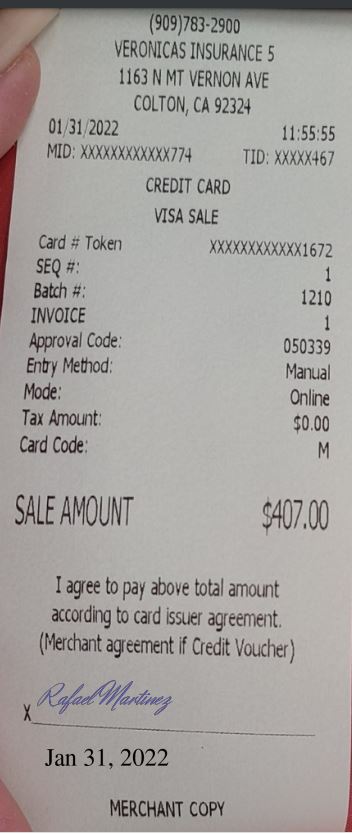 (909)783-2900
VERONICAS INSURANCE 5
1163 N MT VERNON AVE
COLTON, CA 92324
01/31/2022 11:55:55
MID: XXXXXXXXXXXX774 TID: XXXXX467
CREDIT CARD
VISA SALE
Card # Token XXXXXXXXXXXX1672
SEQ #: 1
Batch #: 1210
INVOICE 1
Approval Code: 050339
Entry Method: Manual
Mode: Online
Tax Amount: $0.00
Card Code: M
SALE AMOUNT $407.00
I agree to pay above total amount
according to card issuer agreement.
(Merchant agreement if Credit Voucher)
Rafael Martinez
X
Jan 31, 2022
MERCHANT COPY